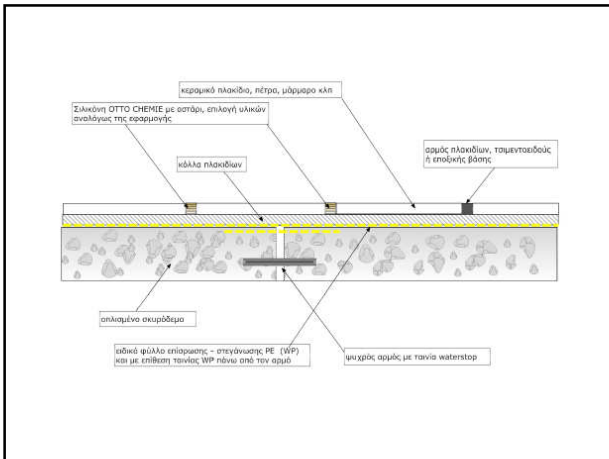 κεραμικό πλακίδιο, πέτρα, μάρμαρο κλπ
Σιλικόνη OTTO CHEMIE με αστάρι, επιλογή υλικών
αναλόγως της εφαρμογής
αρμός πλακιδίων, τσιμεντοειδούς
ή εποξικής βάσης
κόλλα πλακιδίων
οπλισμένο σκυρόδεμα
ειδικό φύλλο επίστρωσης - στεγάνωσης PE (WP)
και με επίθεση ταινίας WP πάνω από τον αρμό
ψυχρός αρμός με ταινία waterstop